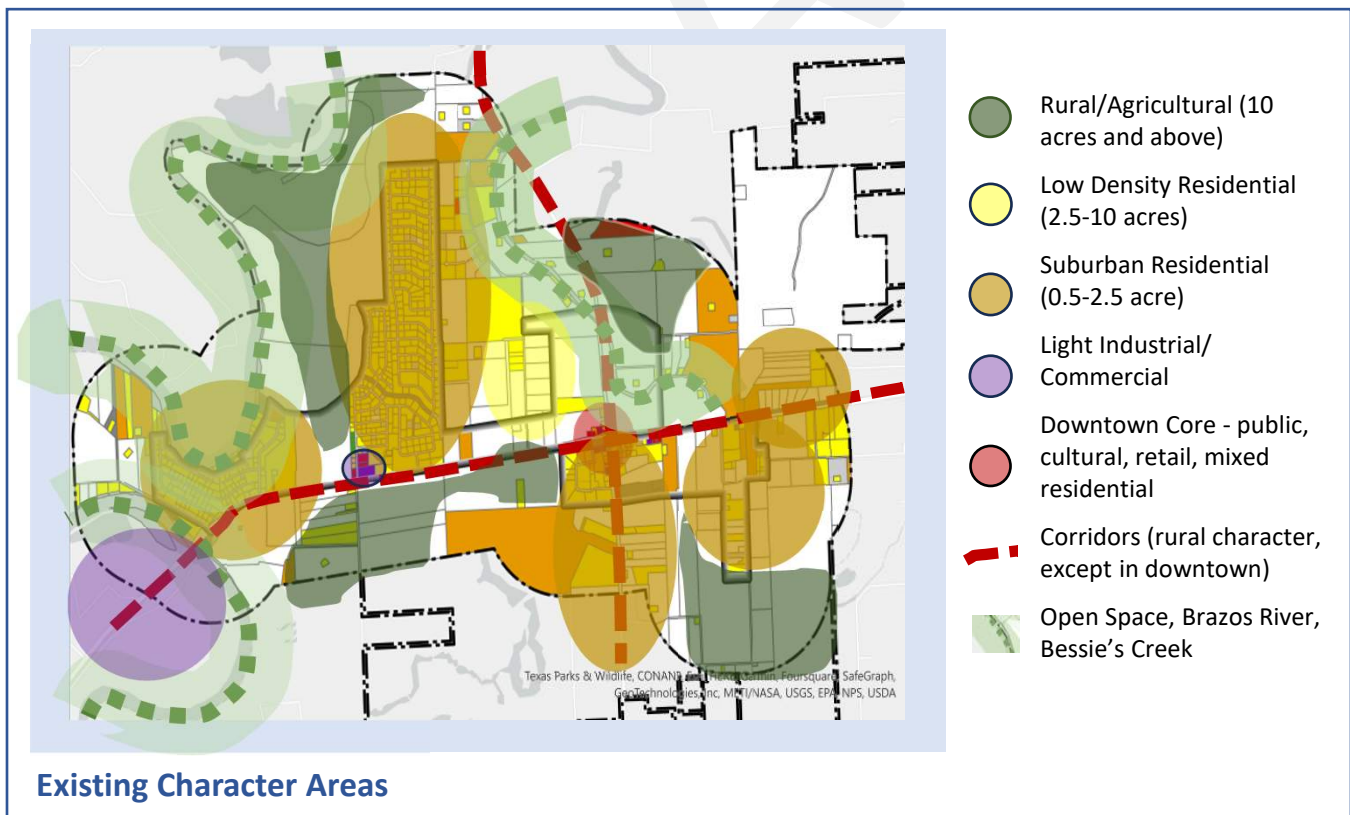 Rural/Agricultural (10
acres and above)
Low Density Residential
(2.5-10 acres)
Suburban Residential
(0.5-2.5 acre)
Light Industrial/
Commercial
Downtown Core - public,
cultural, retail, mixed
residential
Corridors (rural character,
except in downtown)
Open Space, Brazos River,
Bessie's Creek
Texas Parks & Wildlife, CONANP, Foursquare, SafeGraph,
GeoTechnologies, Inc, METI/NASA, USGS, EPA, NPS, USDA
Existing Character Areas